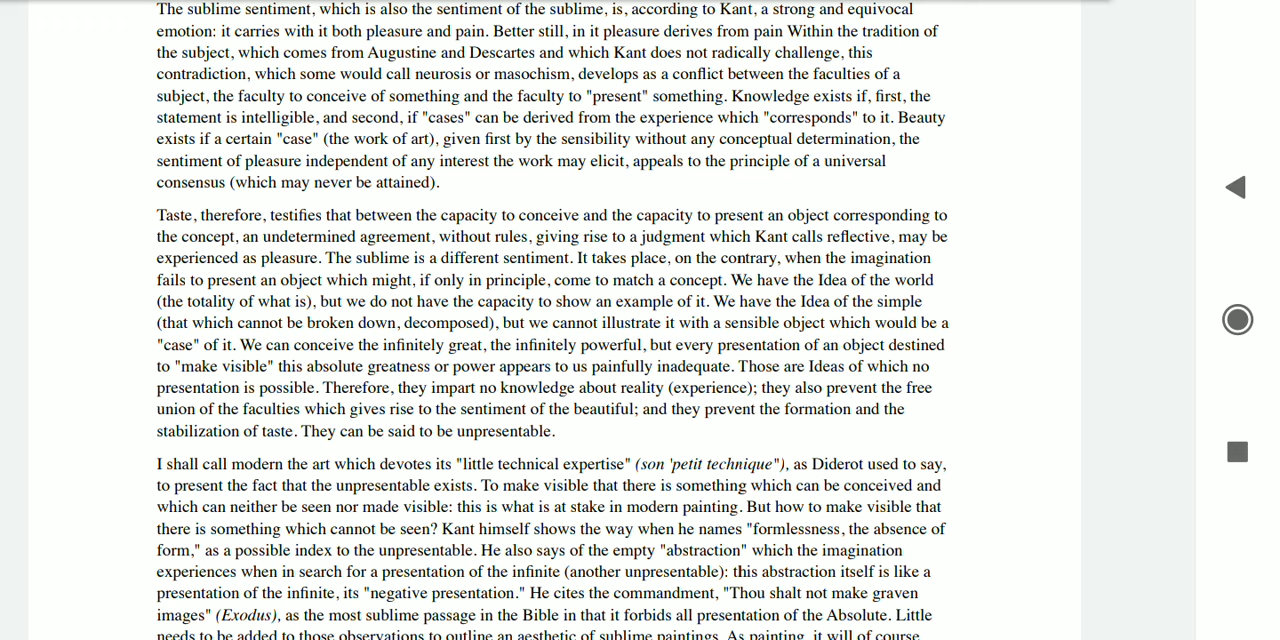 The sublime sentiment, which is also the sentiment of the sublime, is, according to Kant, a strong and equivocal
emotion: it carries with it both pleasure and pain. Better still, in it pleasure derives from pain Within the tradition of
the subject, which comes from Augustine and Descartes and which Kant does not radically challenge, this
contradiction, which some would call neurosis or masochism, develops as a conflict between the faculties of a
subject, the faculty to conceive of something and the faculty to "present" something. Knowledge exists if, first, the
statement is intelligible, and second, if "cases" can be derived from the experience which "corresponds" to it. Beauty
exists if a certain "case" (the work of art), given first by the sensibility without any conceptual determination, the
sentiment of pleasure independent of any interest the work may elicit, appeals to the principle of a universal
consensus (which may never be attained).
Taste, therefore, testifies that between the capacity to conceive and the capacity to present an object corresponding to
the concept, an undetermined agreement, without rules, giving rise to a judgment which Kant calls reflective, may be
experienced as pleasure. The sublime is a different sentiment. It takes place, on the contrary, when the imagination
fails to present an object which might, if only in principle, come to match a concept. We have the Idea of the world
(the totality of what is), but we do not have the capacity to show an example of it. We have the Idea of the simple
(that which cannot be broken down, decomposed), but we cannot illustrate it with a sensible object which would be a
"case" of it. We can conceive the infinitely great, the infinitely powerful, but every presentation of an object destined
to "make visible" this absolute greatness or power appears to us painfully inadequate. Those are Ideas of which no
presentation is possible. Therefore, they impart no knowledge about reality (experience); they also prevent the free
union of the faculties which gives rise to the sentiment of the beautiful; and they prevent the formation and the
stabilization of taste. They can be said to be unpresentable.
I shall call modern the art which devotes its "little technical expertise" (son 'petit technique"), as Diderot used to say,
to present the fact that the unpresentable exists. To make visible that there is something which can be conceived and
which can neither be seen nor made visible: this is what is at stake in modern painting. But how to make visible that
there is something which cannot be seen? Kant himself shows the way when he names "formlessness, the absence of
form," as a possible index to the unpresentable. He also says of the empty "abstraction" which the imagination
experiences when in search for a presentation of the infinite (another unpresentable): this abstraction itself is like a
presentation of the infinite, its "negative presentation." He cites the commandment, "Thou shalt not make graven
images" (Exodus), as the most sublime passage in the Bible in that it forbids all presentation of the Absolute. Little
needs to be added to those observations to outline an aesthetic of sublime paintings. As painting, it will of course